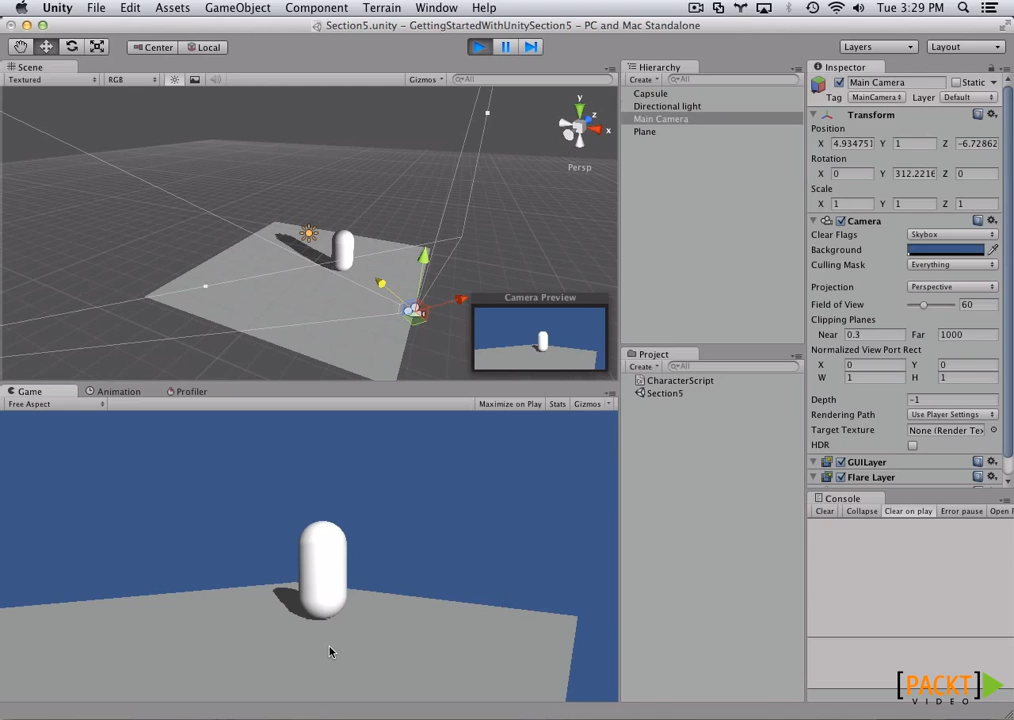 Unity File Edit Assets GameObject Component Terrain Window Help Tue 3:29 PM
Section5.unity - GettingStartedWithUnitySection5 - PC and Mac Standalone
Center Local Layers Layout
Scene
Textured RGB Gizmos All
y
z
x
Persp
Camera Preview
Game Animation Profiler
Free Aspect Maximize on Play Stats Gizmos
Hierarchy
Create All
Capsule
Directional light
Main Camera
Plane
Project
Create All
CharacterScript
Section5
Inspector
Main Camera Static
Tag MainCamera Layer Default
Transform
Position
X 4.934751 Y 1 Z -6.72862
Rotation
X 0 Y 312.2216 Z 0
Scale
X 1 Y 1 Z 1
Camera
Clear Flags Skybox
Background
Culling Mask Everything
Projection Perspective
Field of View 60
Clipping Planes
Near 0.3 Far 1000
Normalized View Port Rect
X 0 Y 0
W 1 H 1
Depth -1
Rendering Path Use Player Settings
Target Texture None (Render Te
HDR
GUILayer
Flare Layer
Console
Clear Collapse Clear on play Error pause Open
[PACKT]
VIDEO